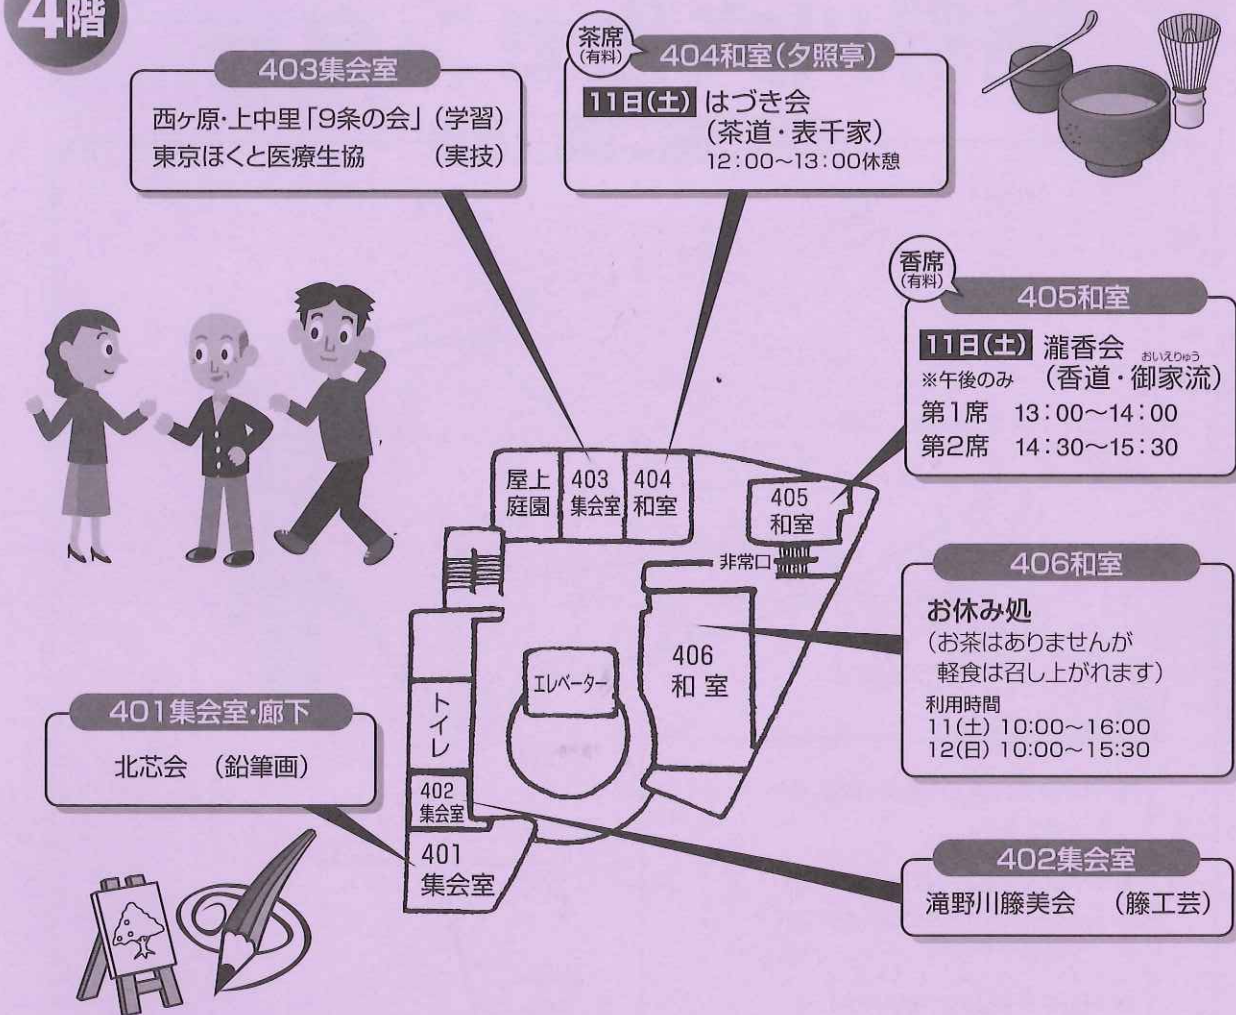 4階
403集会室
西ヶ原・上中里「9条の会」(学習)
東京ほくと医療生協 (実技)
茶席
(有料)
404和室(夕照亭)
11日(土) はづき会
(茶道・表千家)
12:00～13:00休憩
香席
(有料)
405和室
11日(土) 瀧香会
おいえりゅう
※午後のみ (香道・御家流)
第1席 13:00～14:00
第2席 14:30～15:30
屋上
庭園
403
集会室
404
和室
405
和室
非常口
406
和室
エレベーター
トイレ
402
集会室
401
集会室
406和室
お休み処
(お茶はありませんが
軽食は召し上がれます)
利用時間
11(土) 10:00～16:00
12(日) 10:00～15:30
401集会室・廊下
北芯会 (鉛筆画)
402集会室
滝野川籐美会 (籐工芸)